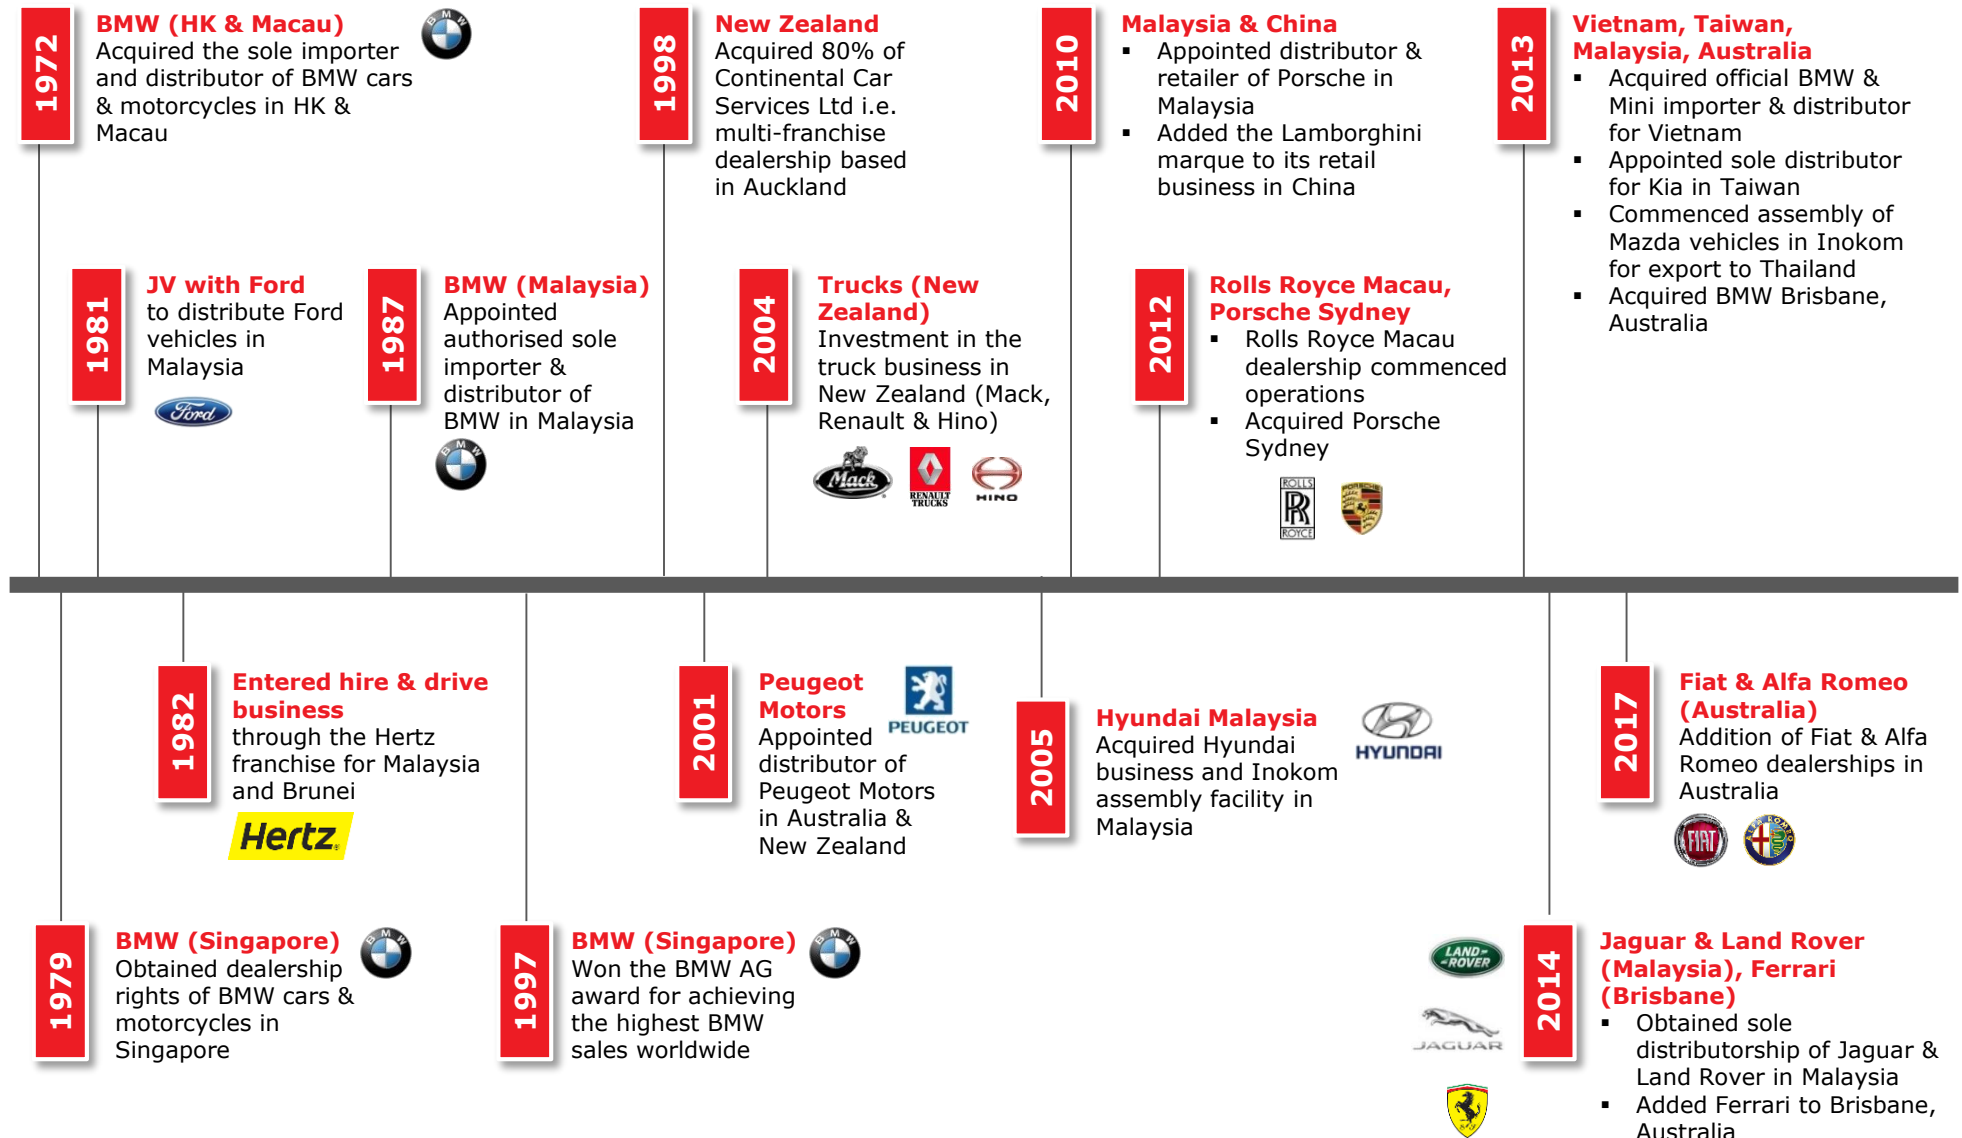 1972
BMW (HK & Macau)
Acquired the sole importer
and distributor of BMW cars
& motorcycles in HK &
Macau
BMW
1998
New Zealand
Acquired 80% of
Continental Car
Services Ltd i.e.
multi-franchise
dealership based
in Auckland
2010
Malaysia & China
▪ Appointed distributor &
retailer of Porsche in
Malaysia
▪ Added the Lamborghini
marque to its retail
business in China
2013
Vietnam, Taiwan,
Malaysia, Australia
▪ Acquired official BMW &
Mini importer & distributor
for Vietnam
▪ Appointed sole distributor
for Kia in Taiwan
▪ Commenced assembly of
Mazda vehicles in Inokom
for export to Thailand
▪ Acquired BMW Brisbane,
Australia
1981
JV with Ford
to distribute Ford
vehicles in
Malaysia
Ford
1987
BMW (Malaysia)
Appointed
authorised sole
importer &
distributor of
BMW in Malaysia
BMW
2004
Trucks (New
Zealand)
Investment in the
truck business in
New Zealand (Mack,
Renault & Hino)
Mack
RENAULT
TRUCKS
HINO
2012
Rolls Royce Macau,
Porsche Sydney
▪ Rolls Royce Macau
dealership commenced
operations
▪ Acquired Porsche
Sydney
ROLLS
RR
ROYCE
PORSCHE
1982
Entered hire & drive
business
through the Hertz
franchise for Malaysia
and Brunei
Hertz
2001
Peugeot
Motors
Appointed
distributor of
Peugeot Motors
in Australia &
New Zealand
PEUGEOT
2005
Hyundai Malaysia
Acquired Hyundai
business and Inokom
assembly facility in
Malaysia
HYUNDAI
2017
Fiat & Alfa Romeo
(Australia)
Addition of Fiat & Alfa
Romeo dealerships in
Australia
FIAT
ALFA ROMEO
1979
BMW (Singapore)
Obtained dealership
rights of BMW cars &
motorcycles in
Singapore
BMW
1997
BMW (Singapore)
Won the BMW AG
award for achieving
the highest BMW
sales worldwide
BMW
LAND-
-ROVER
JAGUAR
2014
Jaguar & Land Rover
(Malaysia), Ferrari
(Brisbane)
▪ Obtained sole
distributorship of Jaguar &
Land Rover in Malaysia
▪ Added Ferrari to Brisbane,
Australia